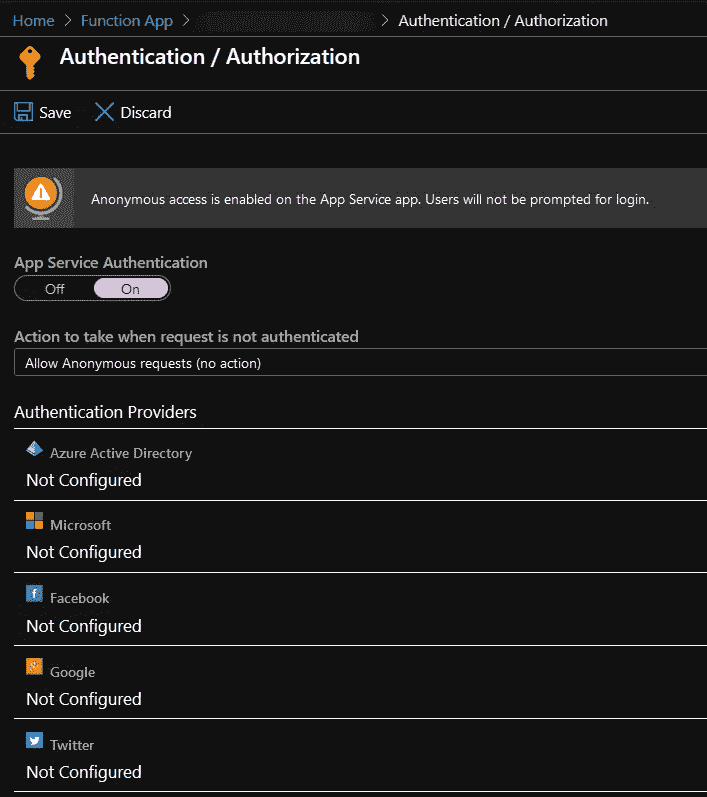 Home > Function App > > Authentication / Authorization
Authentication / Authorization
Save Discard
Anonymous access is enabled on the App Service app. Users will not be prompted for login.
App Service Authentication
Off On
Action to take when request is not authenticated
Allow Anonymous requests (no action)
Authentication Providers
Azure Active Directory
Not Configured
Microsoft
Not Configured
Facebook
Not Configured
Google
Not Configured
Twitter
Not Configured